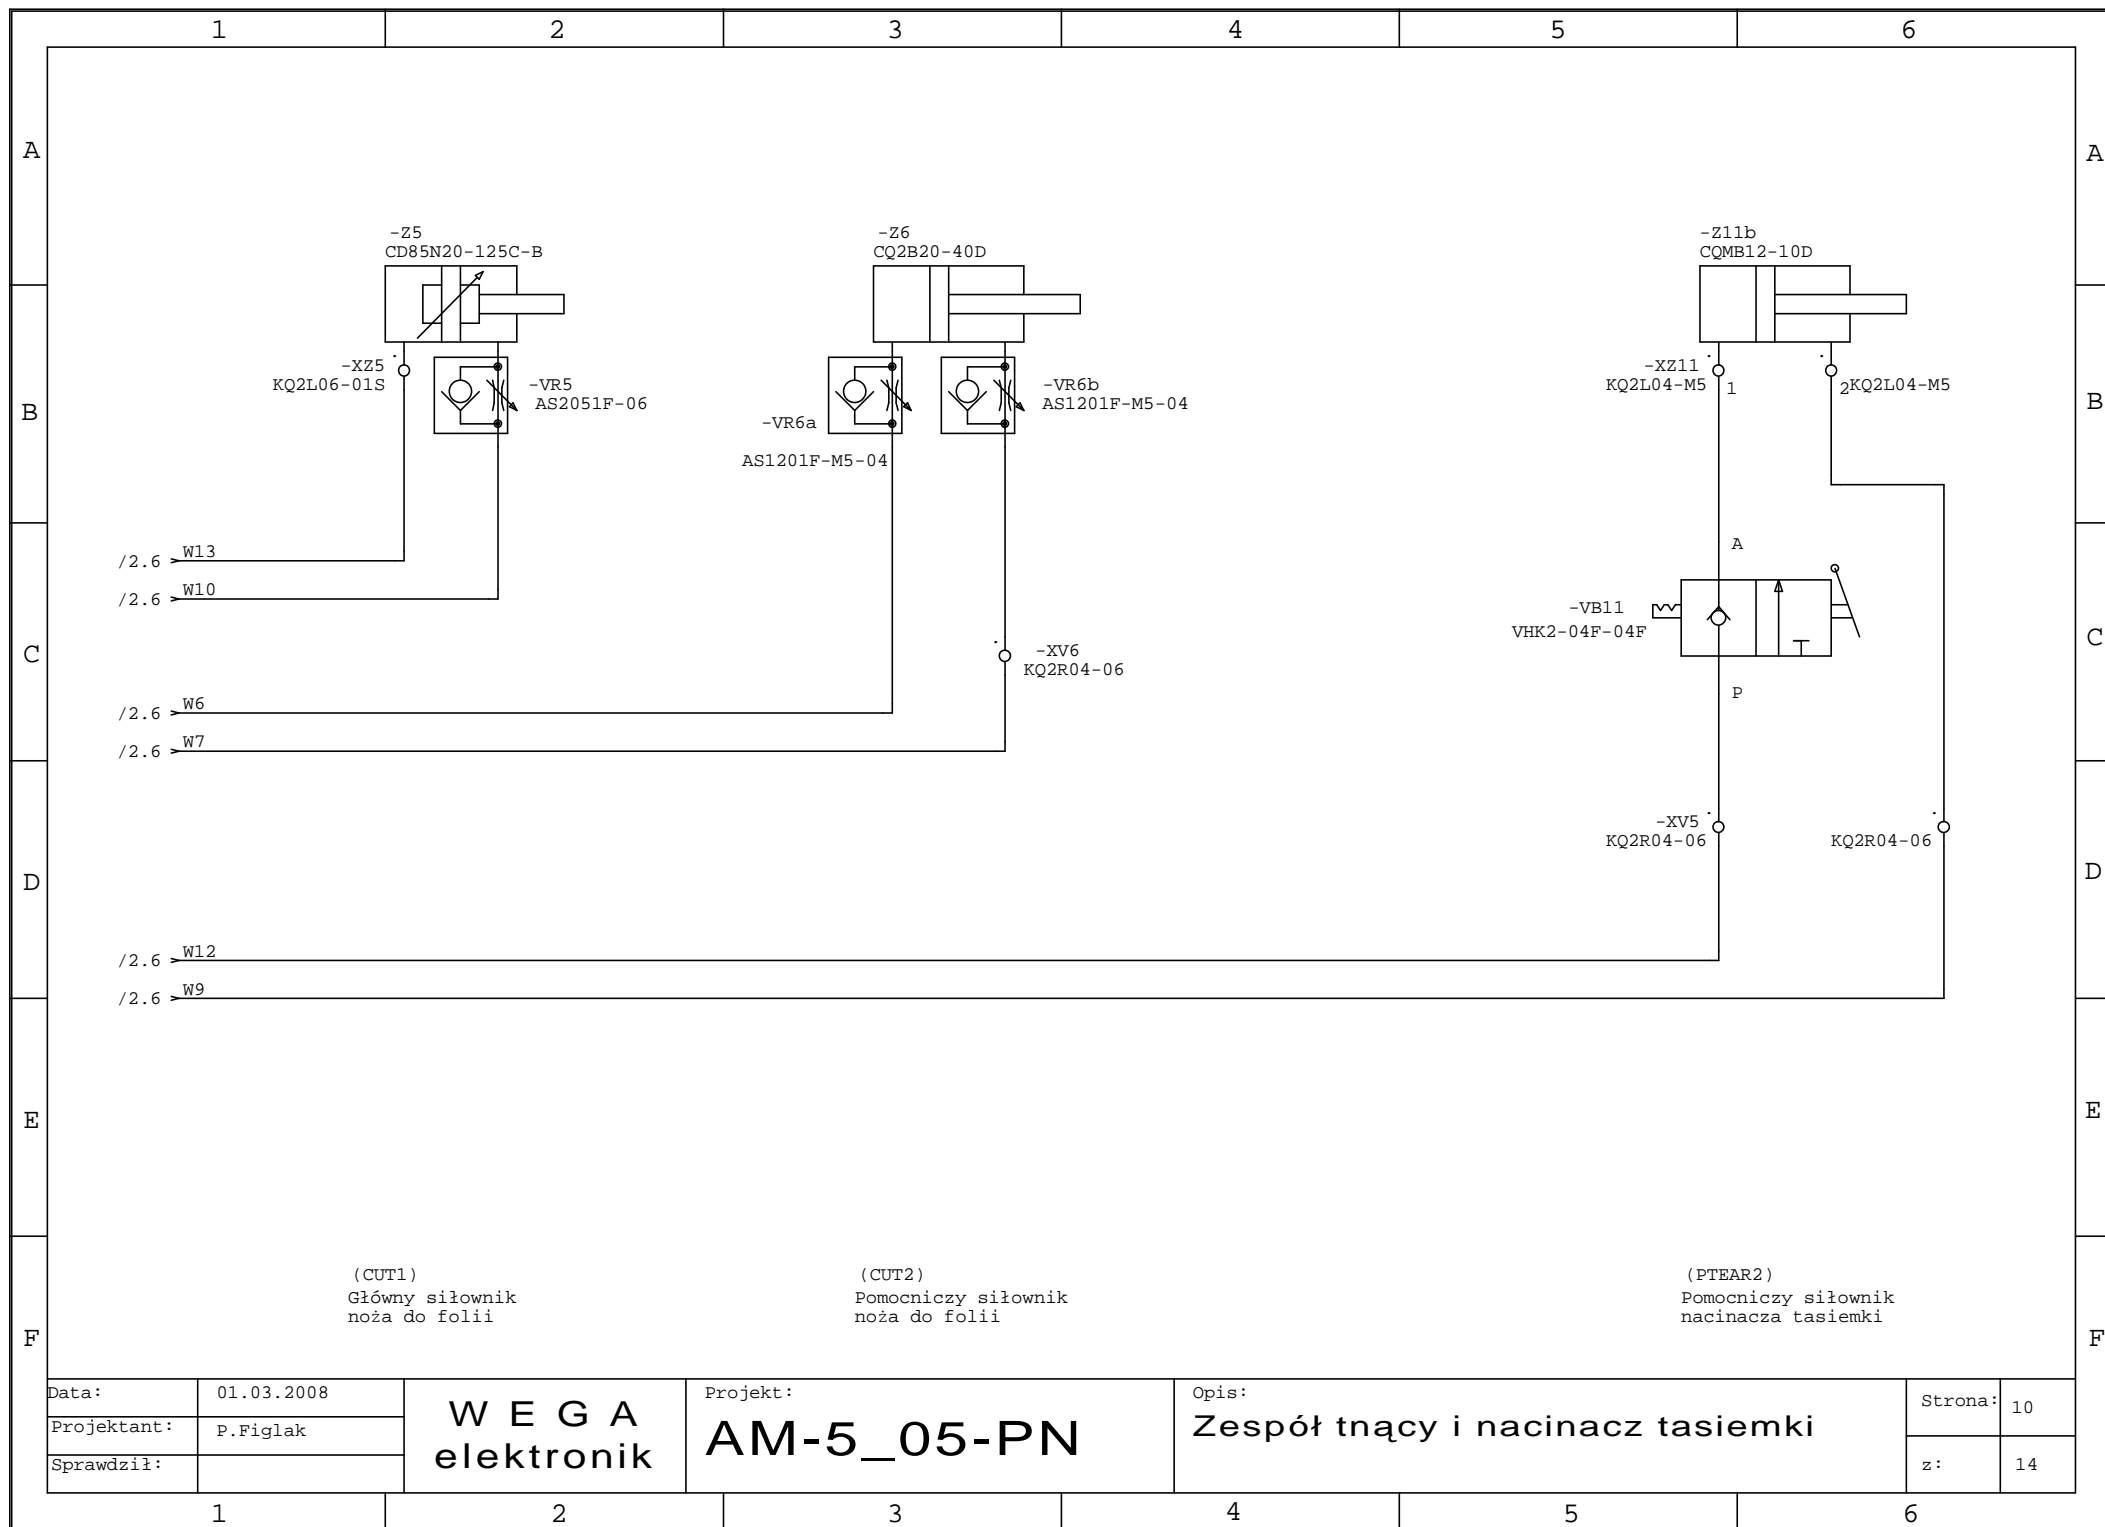 1 2 3 4 5 6
A A
-Z5
CD85N20-125C-B
-Z6
CQ2B20-40D
-Z11b
CQMB12-10D
-XZ5
KQ2L06-01S
-VR5
AS2051F-06
-VR6a
AS1201F-M5-04
-VR6b
AS1201F-M5-04
-XZ11
KQ2L04-M5
1
2KQ2L04-M5
B B
/2.6 W13
/2.6 W10
A
-VB11
VHK2-04F-04F
P
C C
-XV6
KQ2R04-06
/2.6 W6
/2.6 W7
-XV5
KQ2R04-06
KQ2R04-06
D D
/2.6 W12
/2.6 W9
E E
(CUT1)
Główny siłownik
noża do folii
(CUT2)
Pomocniczy siłownik
noża do folii
(PTEAR2)
Pomocniczy siłownik
nacinacza tasiemki
F F
Data: 01.03.2008
Projektant: P.Figlak
Sprawdził:
W E G A
elektronik
Projekt:
AM-5_05-PN
Opis:
Zespół tnący i nacinacz tasiemki
Strona: 10
z: 14
1 2 3 4 5 6